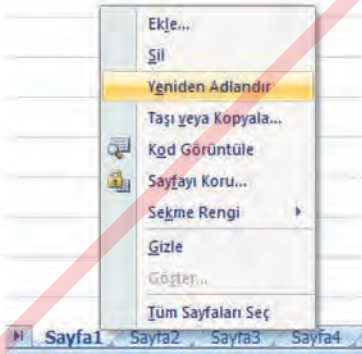 Ekle...
Sil
Yeniden Adlandır
Taşı veya Kopyala...
Kod Görüntüle
Sayfayı Koru...
Sekme Rengi
Gizle
Göster...
Tüm Sayfaları Seç
Sayfa1 Sayfa2 Sayfa3 Sayfa4